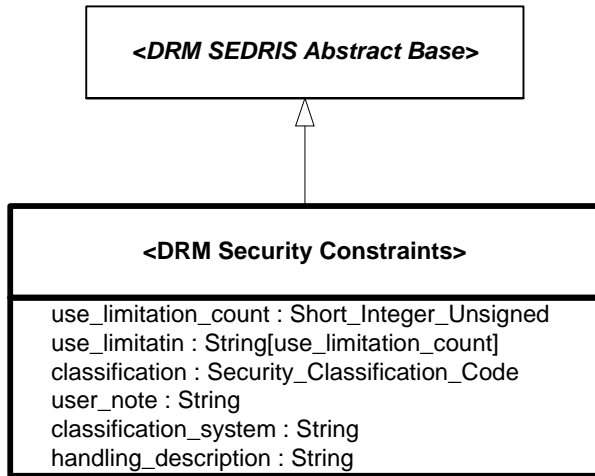 <DRM SEDRIS Abstract Base>
<DRM Security Constraints>
use_limitation_count : Short_Integer_Unsigned
use_limitatin : String[use_limitation_count]
classification : Security_Classification_Code
user_note : String
classification_system : String
handling_description : String